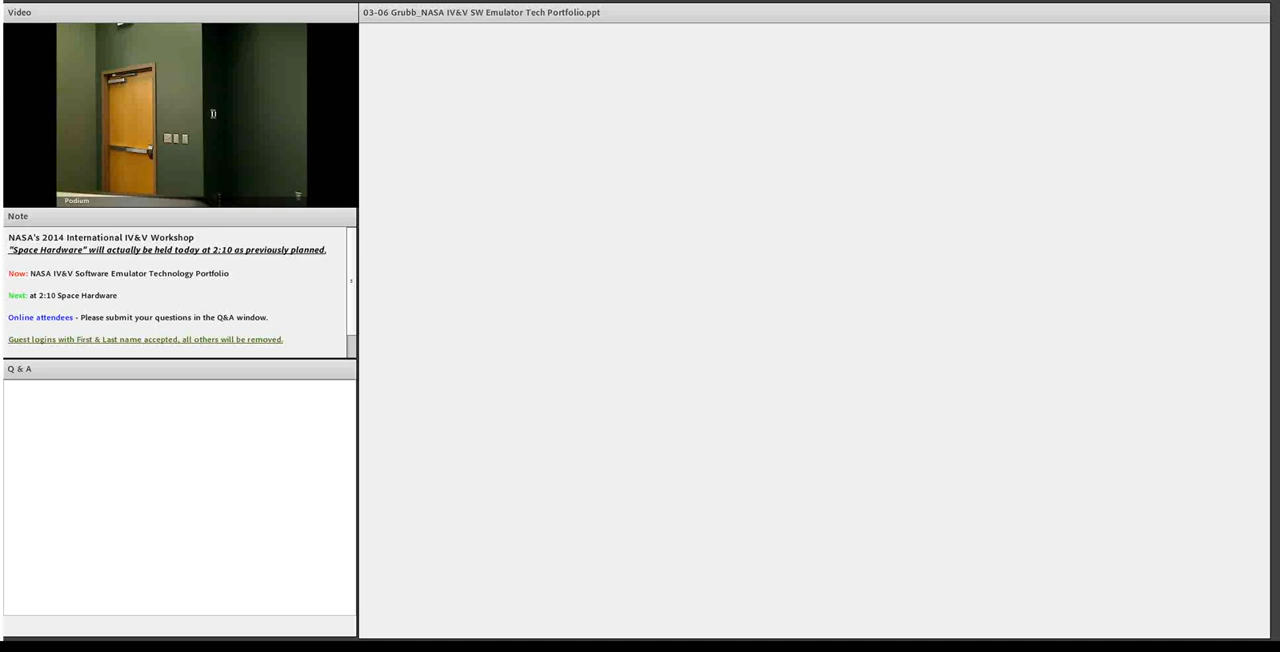 Video
03-06 Grubb_NASA IV&V SW Emulator Tech Portfolio.ppt
Podium
Note
NASA's 2014 International IV&V Workshop
"Space Hardware" will actually be held today at 2:10 as previously planned.
Now: NASA IV&V Software Emulator Technology Portfolio
Next: at 2:10 Space Hardware
Online attendees - Please submit your questions in the Q&A window.
Guest logins with First & Last name accepted, all others will be removed.
Q & A